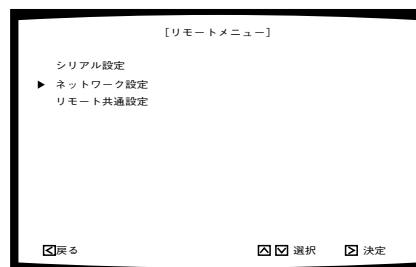 [リモートメニュー]
シリアル設定
▶ ネットワーク設定
リモート共通設定
戻る 選択 決定